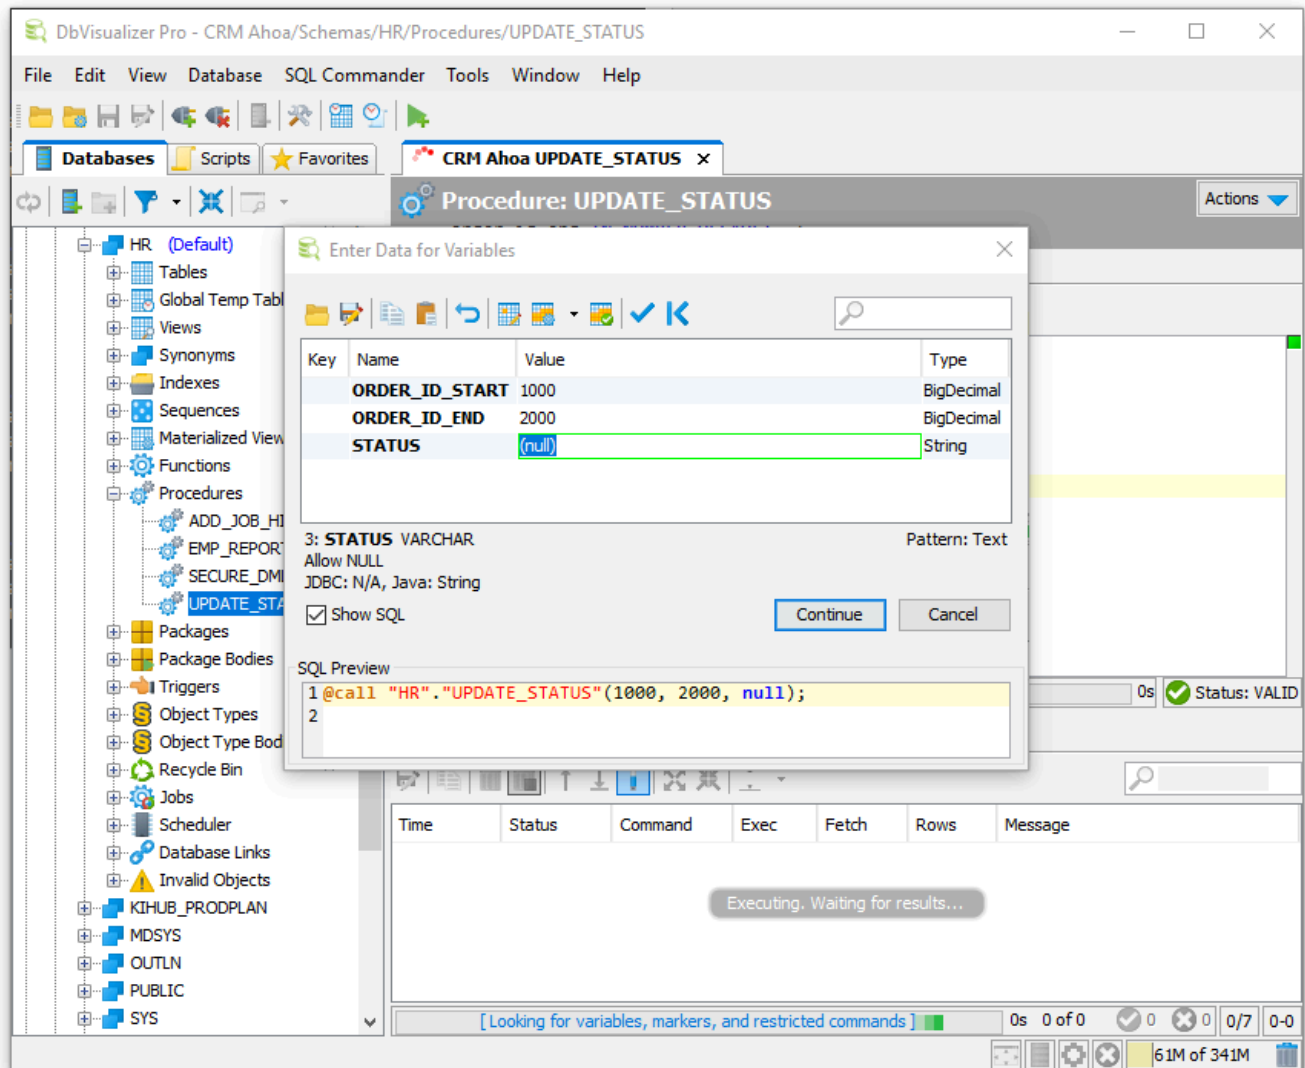 DbVisualizer Pro - CRM Ahoa/Schemas/HR/Procedures/UPDATE_STATUS
File Edit View Database SQL Commander Tools Window Help
Databases Scripts Favorites
CRM Ahoa UPDATE_STATUS x
Procedure: UPDATE_STATUS
Actions
HR (Default)
Tables
Global Temp Tabl
Views
Synonyms
Indexes
Sequences
Materialized View
Functions
Procedures
ADD_JOB_HI
EMP_REPOR
SECURE_DM
UPDATE_STA
Packages
Package Bodies
Triggers
Object Types
Object Type Bod
Recycle Bin
Jobs
Scheduler
Database Links
Invalid Objects
KIHUB_PRODPLAN
MDSYS
OUTLN
PUBLIC
SYS
Enter Data for Variables
Key Name Value Type
ORDER_ID_START 1000 BigDecimal
ORDER_ID_END 2000 BigDecimal
STATUS (null) String
3: STATUS VARCHAR Pattern: Text
Allow NULL
JDBC: N/A, Java: String
Show SQL
Continue Cancel
SQL Preview
1 @call "HR"."UPDATE_STATUS"(1000, 2000, null);
2
0s Status: VALID
Time Status Command Exec Fetch Rows Message
Executing. Waiting for results...
[ Looking for variables, markers, and restricted commands ] 0s 0 of 0 0 0 0/7 0-0
61M of 341M